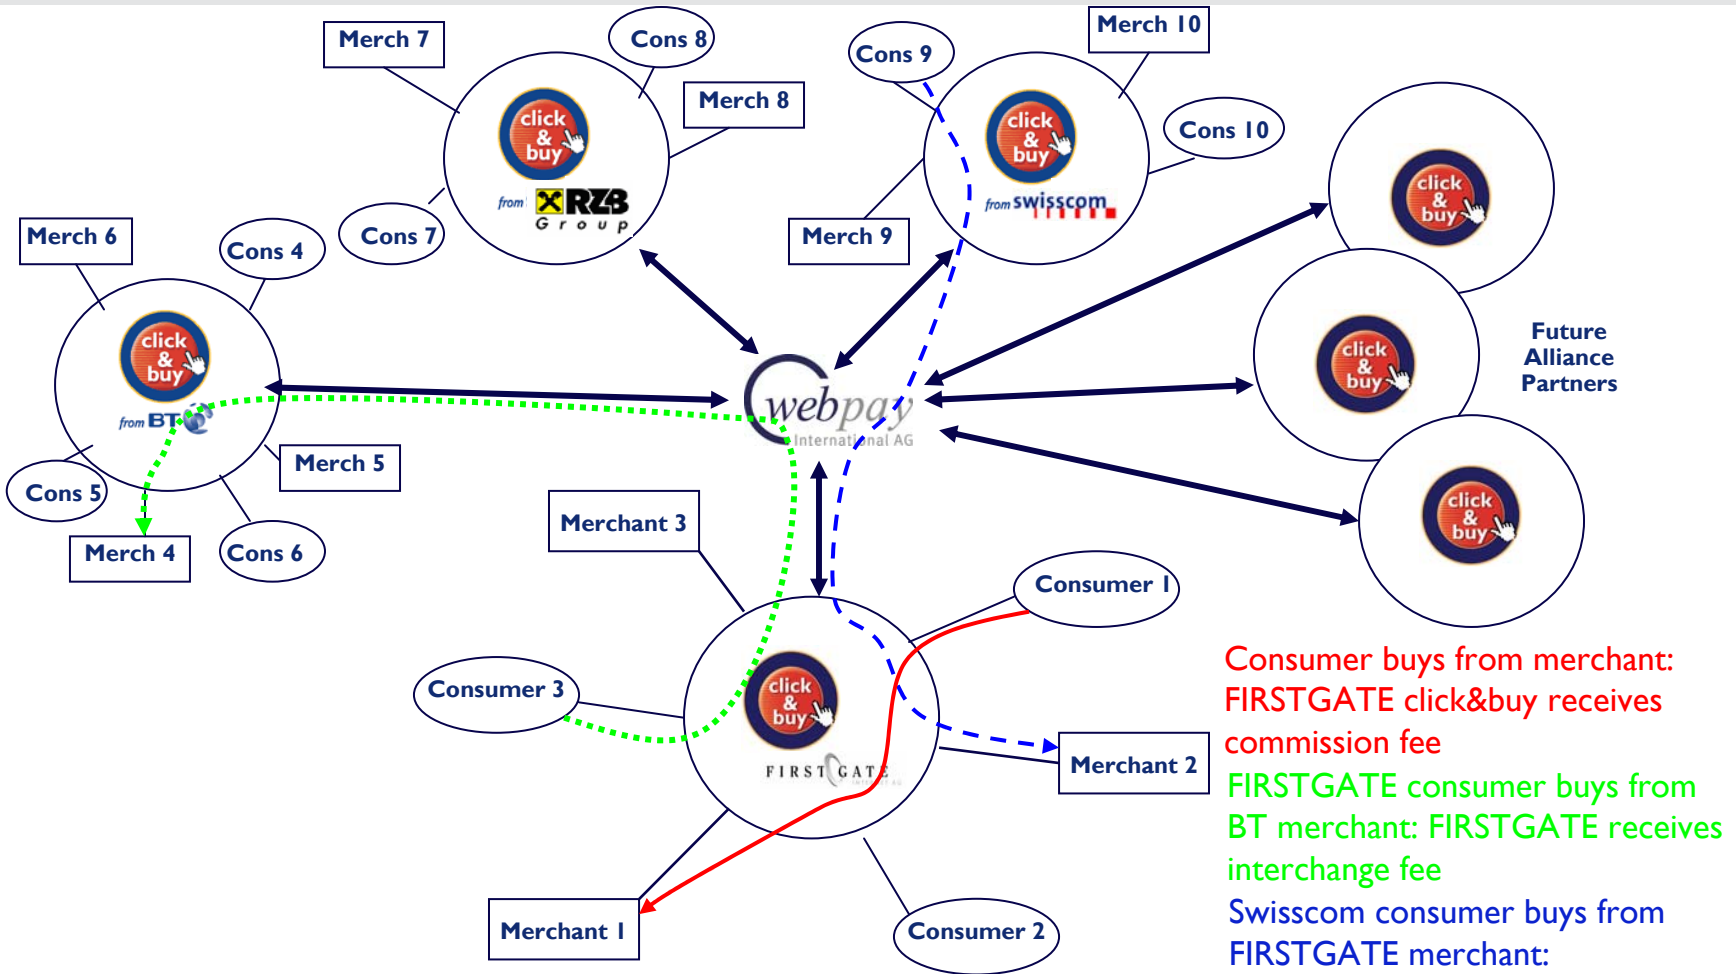 Merch 7
Cons 8
Cons 9
Merch 10
Merch 8
Cons 10
click
&
buy
from RZB
Group
click
&
buy
from swisscom
click
&
buy
Merch 6
Cons 4
Cons 7
Merch 9
click
&
buy
from BT
click
&
buy
Future
Alliance
Partners
webpay
International AG
Merch 5
Cons 5
click
&
buy
Merchant 3
Merch 4
Cons 6
Consumer 1
Consumer 3
click
&
buy
FIRSTGATE
Merchant 2
Merchant 1
Consumer 2
Consumer buys from merchant:
FIRSTGATE click&buy receives
commission fee
FIRSTGATE consumer buys from
BT merchant: FIRSTGATE receives
interchange fee
Swisscom consumer buys from
FIRSTGATE merchant: